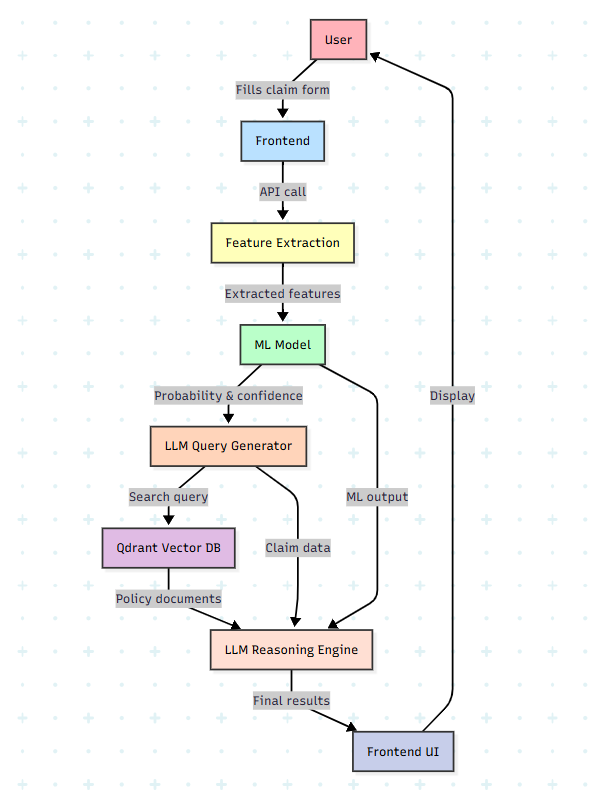 User
Fills claim form
Frontend
API call
Feature Extraction
Extracted features
ML Model
Probability & confidence
Display
LLM Query Generator
Search query
ML output
Qdrant Vector DB
Claim data
Policy documents
LLM Reasoning Engine
Final results
Frontend UI